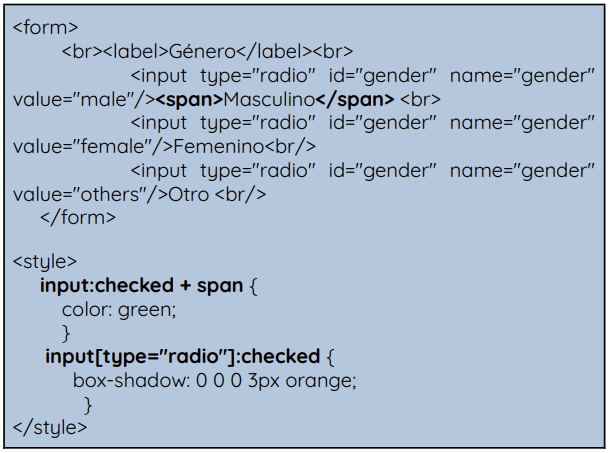 <form>
<br><label>Género</label><br>
<input type="radio" id="gender" name="gender"
value="male"/><span>Masculino</span> <br>
<input type="radio" id="gender" name="gender"
value="female"/>Femenino<br/>
<input type="radio" id="gender" name="gender"
value="others"/>Otro <br/>
</form>
<style>
input:checked + span {
color: green;
}
input[type="radio"]:checked {
box-shadow: 0 0 0 3px orange;
}
</style>